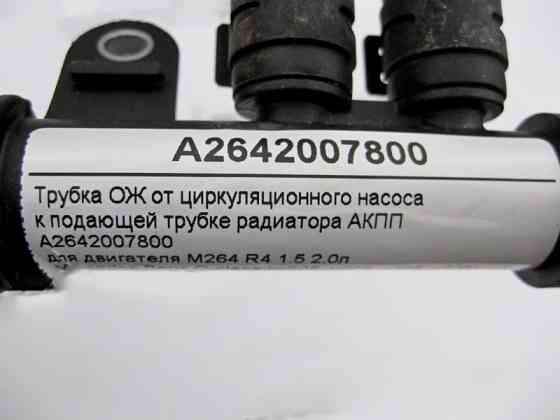 A2642007800
Трубка ОЖ от циркуляционного насоса
к подающей трубке радиатора АКПП
A2642007800
для двигателя M264 R4 1.5 2.0л